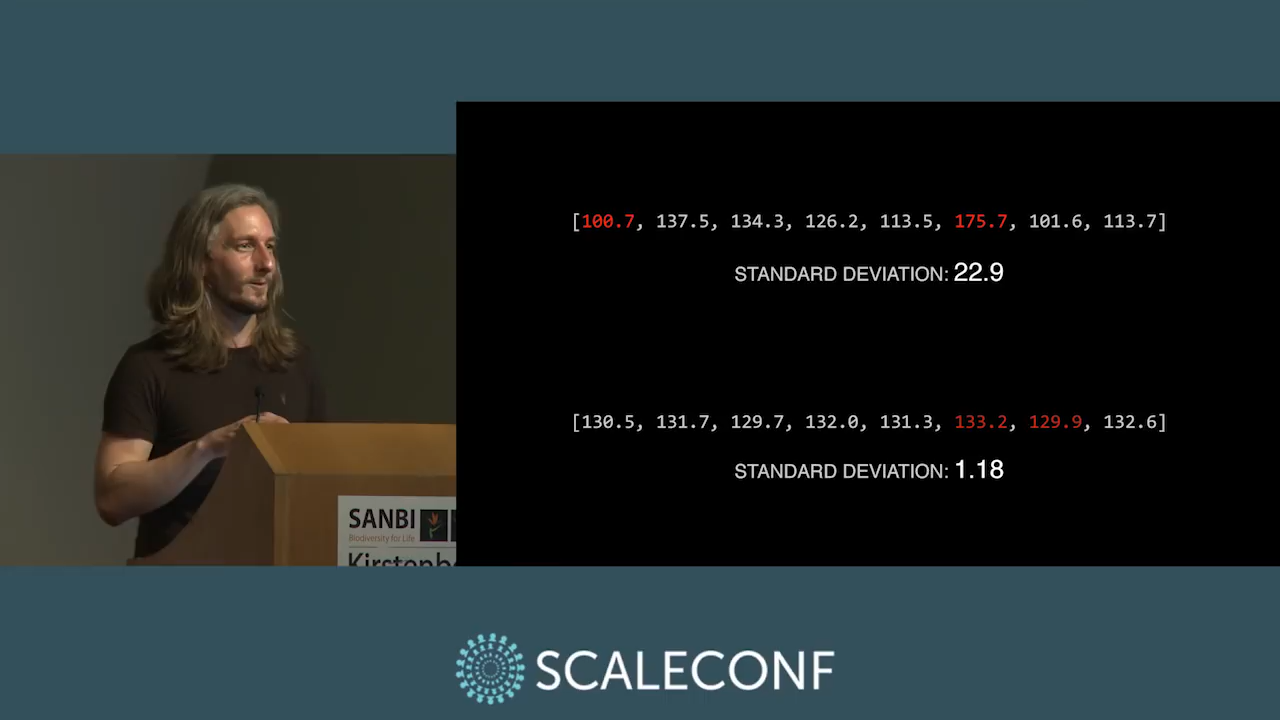 [100.7, 137.5, 134.3, 126.2, 113.5, 175.7, 101.6, 113.7]
STANDARD DEVIATION: 22.9
[130.5, 131.7, 129.7, 132.0, 131.3, 133.2, 129.9, 132.6]
STANDARD DEVIATION: 1.18
SANBI
Biodiversity for Life
Kirstenb
SCALECONF